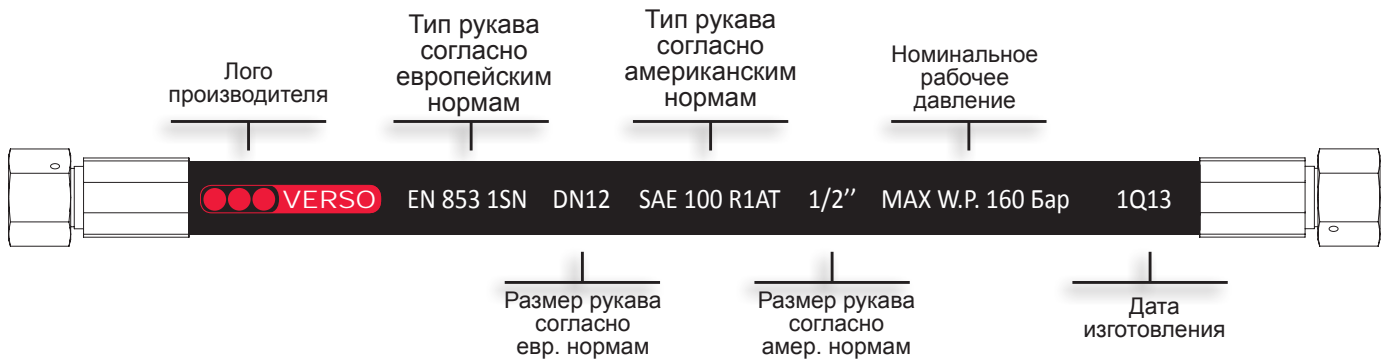 Лого
производителя
Тип рукава
согласно
европейским
нормам
Тип рукава
согласно
американским
нормам
Номинальное
рабочее
давление
VERSO EN 853 1SN DN12 SAE 100 R1AT 1/2’’ MAX W.P. 160 Бар 1Q13
Размер рукава
согласно
евр. нормам
Размер рукава
согласно
амер. нормам
Дата
изготовления